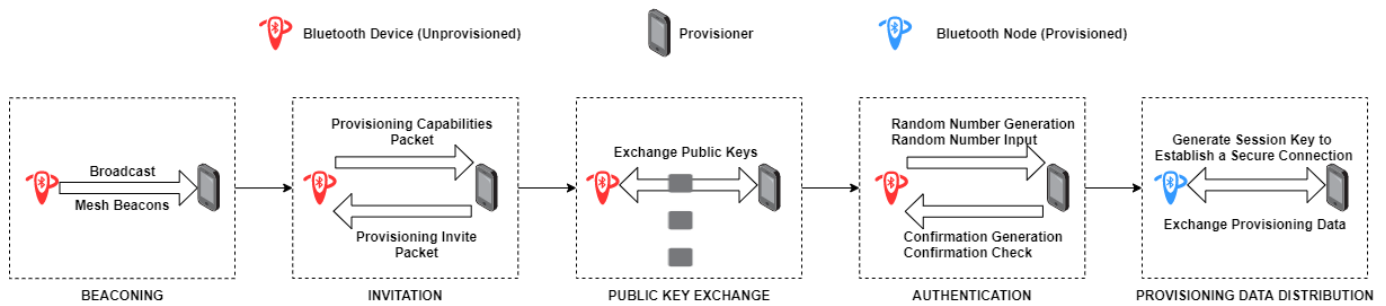 Bluetooth Device (Unprovisioned)
Provisioner
Bluetooth Node (Provisioned)
Broadcast
Mesh Beacons
BEACONING
Provisioning Capabilities
Packet
Provisioning Invite
Packet
INVITATION
Exchange Public Keys
PUBLIC KEY EXCHANGE
Random Number Generation
Random Number Input
Confirmation Generation
Confirmation Check
AUTHENTICATION
Generate Session Key to
Establish a Secure Connection
Exchange Provisioning Data
PROVISIONING DATA DISTRIBUTION